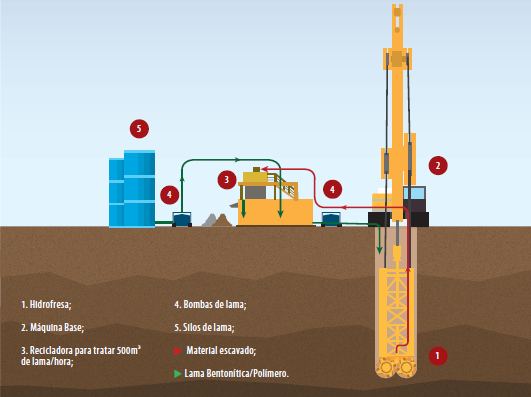 5
4
3
4
2
1
1. Hidrofresa;
2. Máquina Base;
3. Recicladora para tratar 500m³
de lama/hora;
4. Bombas de lama;
5. Silos de lama;
Material escavado;
Lama Bentonítica/Polímero.